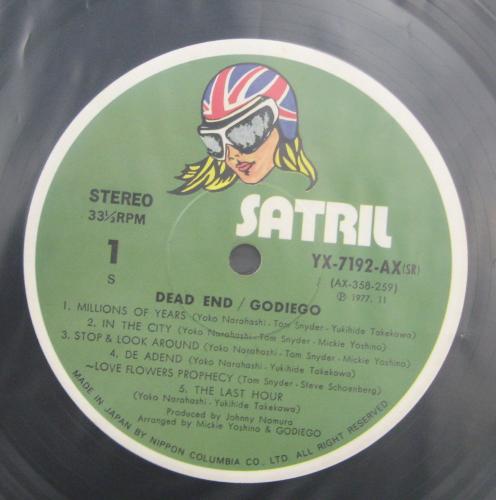 SATRIL
STEREO
33⅓RPM
1
S
YX-7192-AX(SR)
(AX-358-259)
Ⓟ 1977. 11
DEAD END / GODIEGO
1. MILLIONS OF YEARS (Yoko Narahashi - Tom Snyder - Yukihide Takekawa)
2. IN THE CITY (Yoko Narahashi - Tom Snyder - Mickie Yoshino)
3. STOP & LOOK AROUND (Yoko Narahashi - Tom Snyder - Mickie Yoshino)
4. DE ADEND (Yoko Narahashi - Yukihide Takekawa)
~LOVE FLOWERS PROPHECY (Tom Snyder - Steve Schoenberg)
5. THE LAST HOUR
(Yoko Narahashi - Yukihide Takekawa)
Produced by Johnny Nomura
Arranged by Mickie Yoshino & GODIEGO
MADE IN JAPAN BY NIPPON COLUMBIA CO., LTD. ALL RIGHT RESERVED